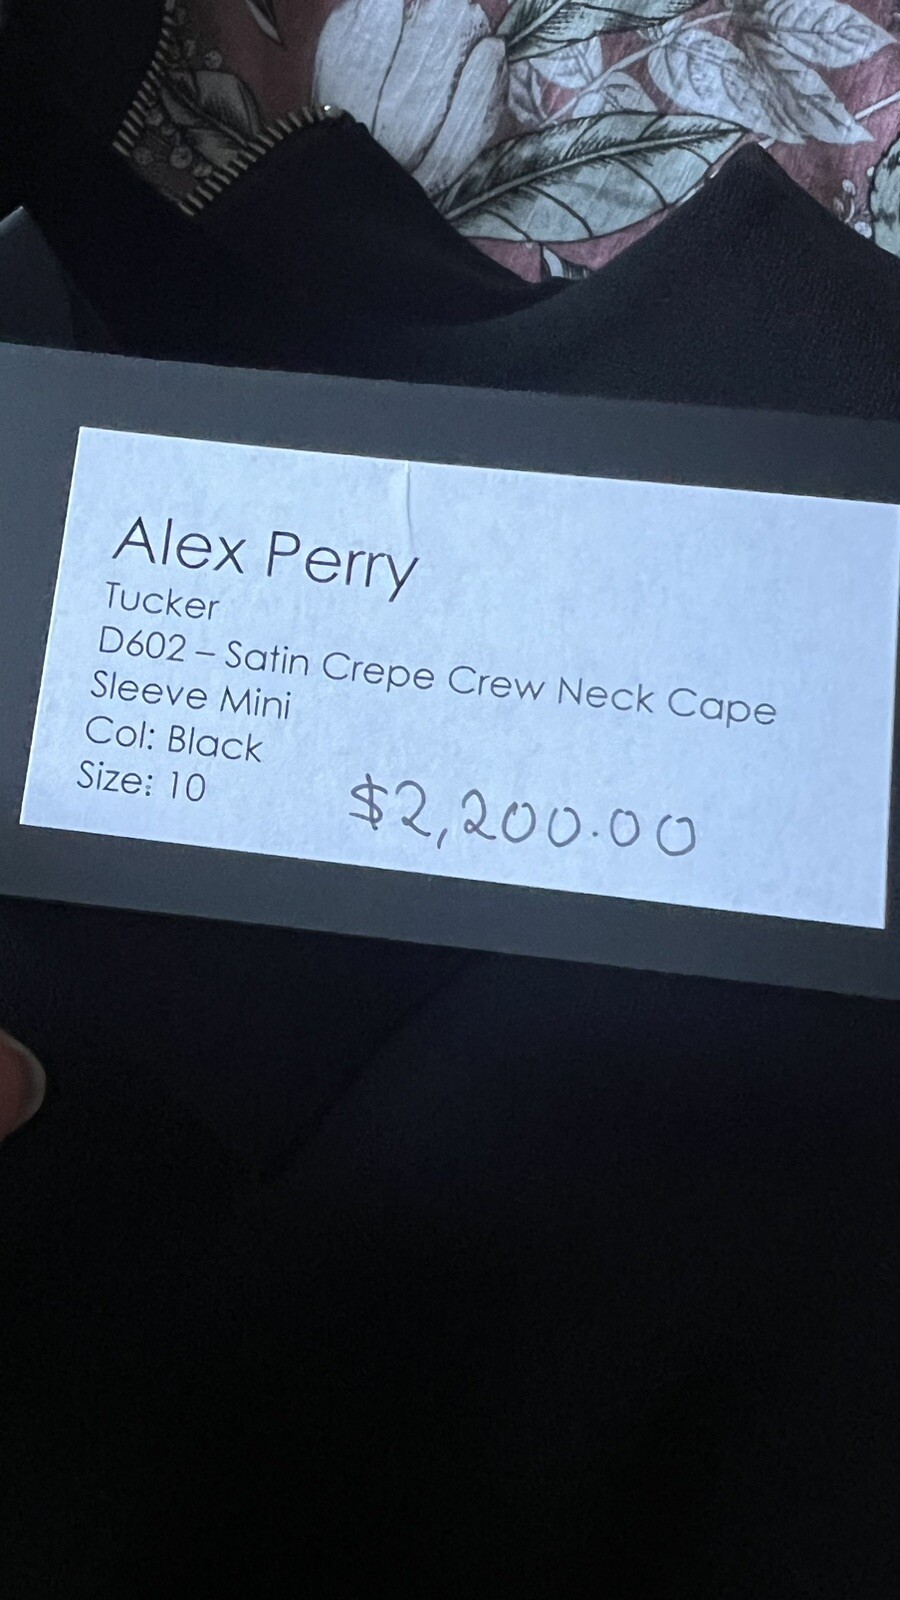 Alex Perry
Tucker
D602 – Satin Crepe Crew Neck Cape
Sleeve Mini
Col: Black
Size: 10
$2,200.00